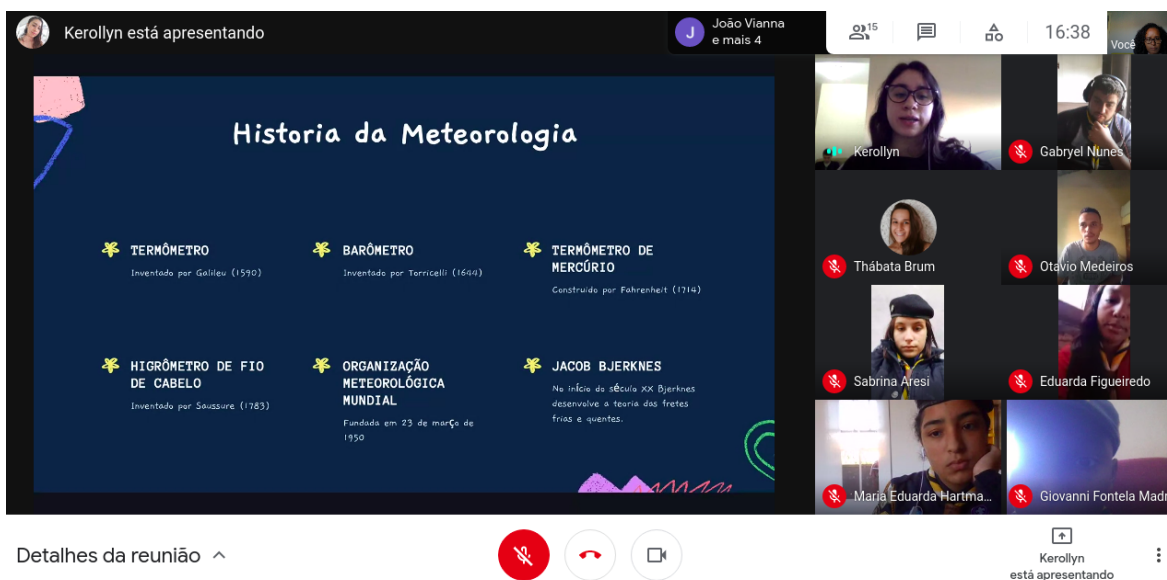 Kerollyn está apresentando
J
João Vianna
e mais 4
15
16:38
Você
Historia da Meteorologia
TERMÔMETRO
Inventado por Galileu (1590)
BARÔMETRO
Inventado por Torricelli (1644)
TERMÔMETRO DE
MERCÚRIO
Construído por Fahrenheit (1714)
HIGRÔMETRO DE FIO
DE CABELO
Inventado por Saussure (1783)
ORGANIZAÇÃO
METEOROLÓGICA
MUNDIAL
Fundada em 23 de março de
1950
JACOB BJERKNES
No início do século XX Bjerknes
desenvolve a teoria das fretes
frias e quentes.
Kerollyn
Gabryel Nunes
Thábata Brum
Otavio Medeiros
Sabrina Aresi
Eduarda Figueiredo
Maria Eduarda Hartma...
Giovanni Fontela Madr
Detalhes da reunião
Kerollyn
está apresentando